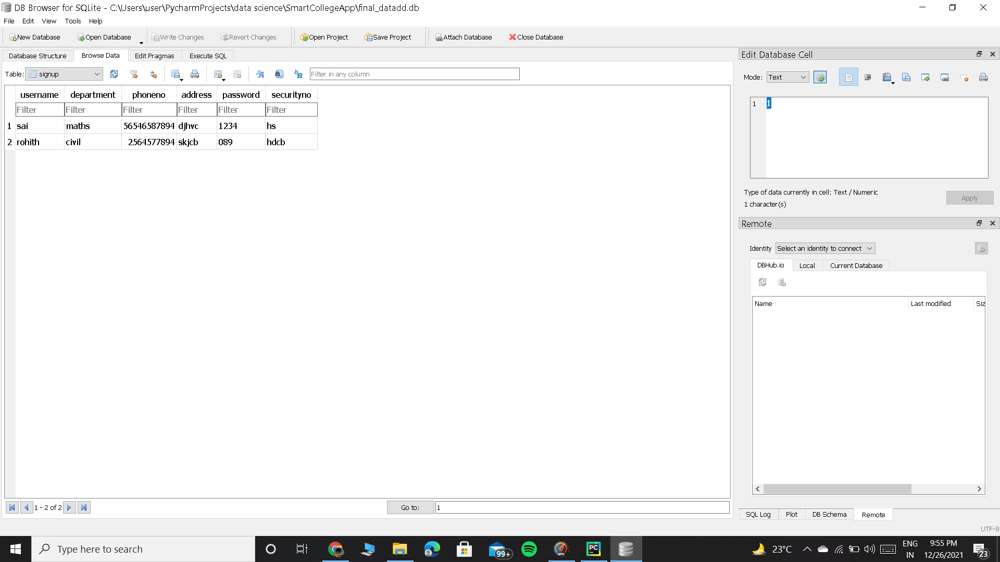 DB Browser for SQLite - C:\Users\user\PycharmProjects\data science\SmartCollegeApp\final_datadd.db
File Edit View Tools Help
New Database Open Database Write Changes Revert Changes Open Project Save Project Attach Database Close Database
Database Structure Browse Data Edit Pragmas Execute SQL
Table: signup Filter in any column
username department phoneno address password securityno
Filter Filter Filter Filter Filter Filter
1 sai maths 56546587894 djhvc 1234 hs
2 rohith civil 2564577894 skjcb 089 hdcb
1 - 2 of 2 Go to: 1
Edit Database Cell
Mode: Text
1 1
Type of data currently in cell: Text / Numeric
1 character(s)
Apply
Remote
Identity Select an identity to connect
DBHub.io Local Current Database
Name Last modified Siz
SQL Log Plot DB Schema Remote
UTF-8
Type here to search
99+
PC
23°C
ENG
IN
9:55 PM
12/26/2021
23